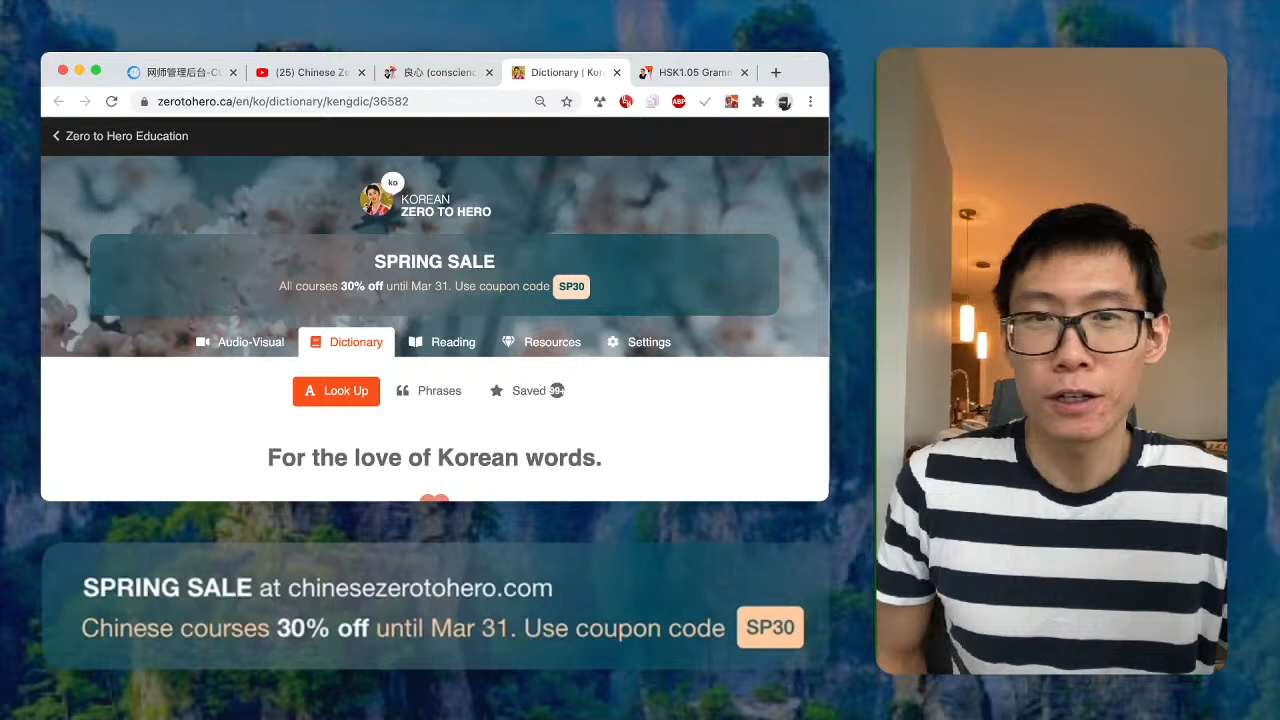 网师管理后台-C
(25) Chinese Ze
良心 (conscienc
Dictionary | Kor
HSK1.05 Gramm
zerotohero.ca/en/ko/dictionary/kengdic/36582
ABP
Zero to Hero Education
ko
KOREAN
ZERO TO HERO
SPRING SALE
All courses 30% off until Mar 31. Use coupon code SP30
Audio-Visual Dictionary Reading Resources Settings
A Look Up Phrases Saved 99+
For the love of Korean words.
SPRING SALE at chinesezerotohero.com
Chinese courses 30% off until Mar 31. Use coupon code SP30